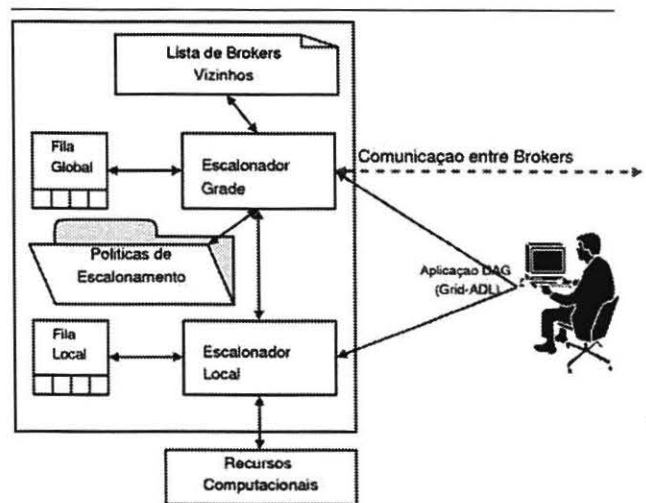 Lista de Brokers
Vizinhos
Fila
Global
Escalonador
Grade
Comunicaçao entre Brokers
Politicas de
Escalonamento
Aplicaçao DAG
(Grid-ADL)
Fila
Local
Escalonador
Local
Recursos
Computacionais